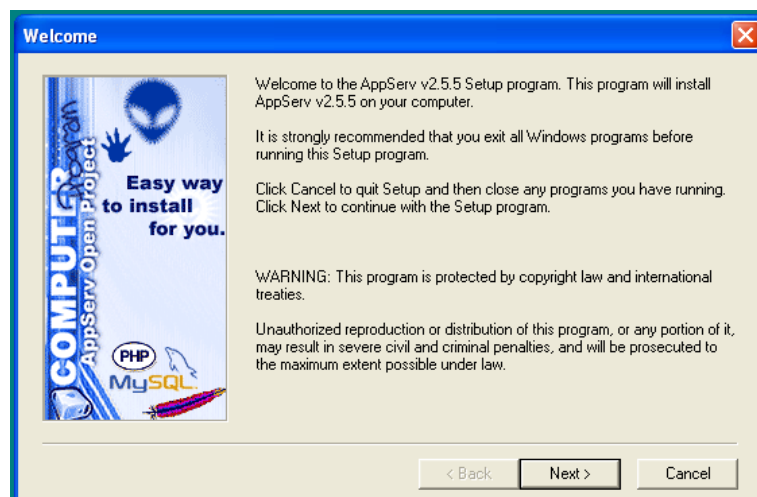 Welcome
Welcome to the AppServ v2.5.5 Setup program. This program will install
AppServ v2.5.5 on your computer.
It is strongly recommended that you exit all Windows programs before
running this Setup program.
Click Cancel to quit Setup and then close any programs you have running.
Click Next to continue with the Setup program.
WARNING: This program is protected by copyright law and international
treaties.
Unauthorized reproduction or distribution of this program, or any portion of it,
may result in severe civil and criminal penalties, and will be prosecuted to
the maximum extent possible under law.
COMPUTER
Program
AppServ Open Project
Easy way
to install
for you.
PHP
MySQL
< Back
Next >
Cancel